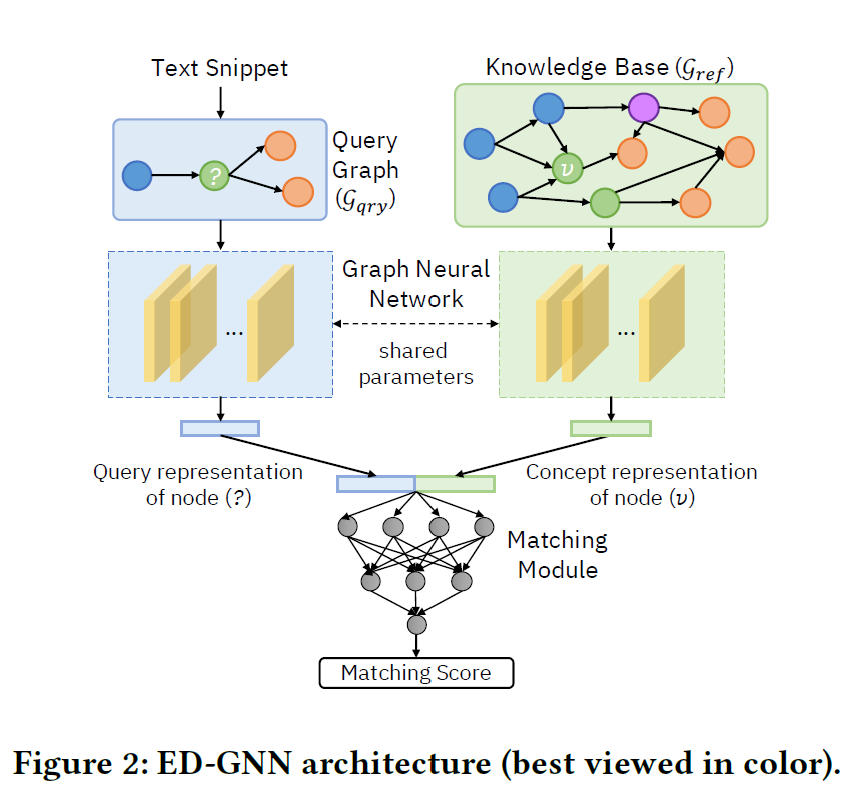 Text Snippet
Knowledge Base (𝒢ref)
Query
Graph
(𝒢qry)
?
υ
Graph Neural
Network
...
...
shared
parameters
Query representation
of node (?)
Concept representation
of node (υ)
Matching
Module
Matching Score
Figure 2: ED-GNN architecture (best viewed in color).